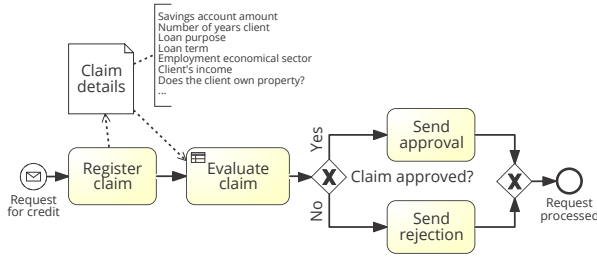 Savings account amount
Number of years client
Loan purpose
Loan term
Employment economical sector
Client's income
Does the client own property?
...
Claim
details
Request
for credit
Register
claim
Evaluate
claim
Yes
No
Claim approved?
Send
approval
Send
rejection
Request
processed